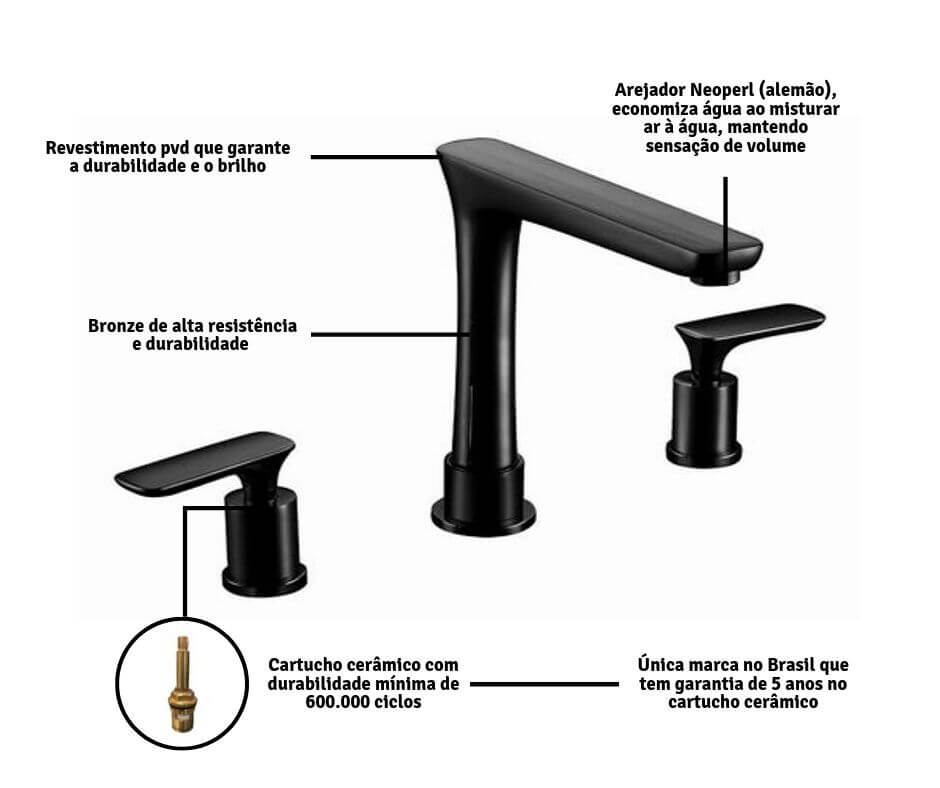 Arejador Neoperl (alemão),
economiza água ao misturar
ar à água, mantendo
sensação de volume
Revestimento pvd que garante
a durabilidade e o brilho
Bronze de alta resistência
e durabilidade
Cartucho cerâmico com
durabilidade mínima de
600.000 ciclos
Única marca no Brasil que
tem garantia de 5 anos no
cartucho cerâmico